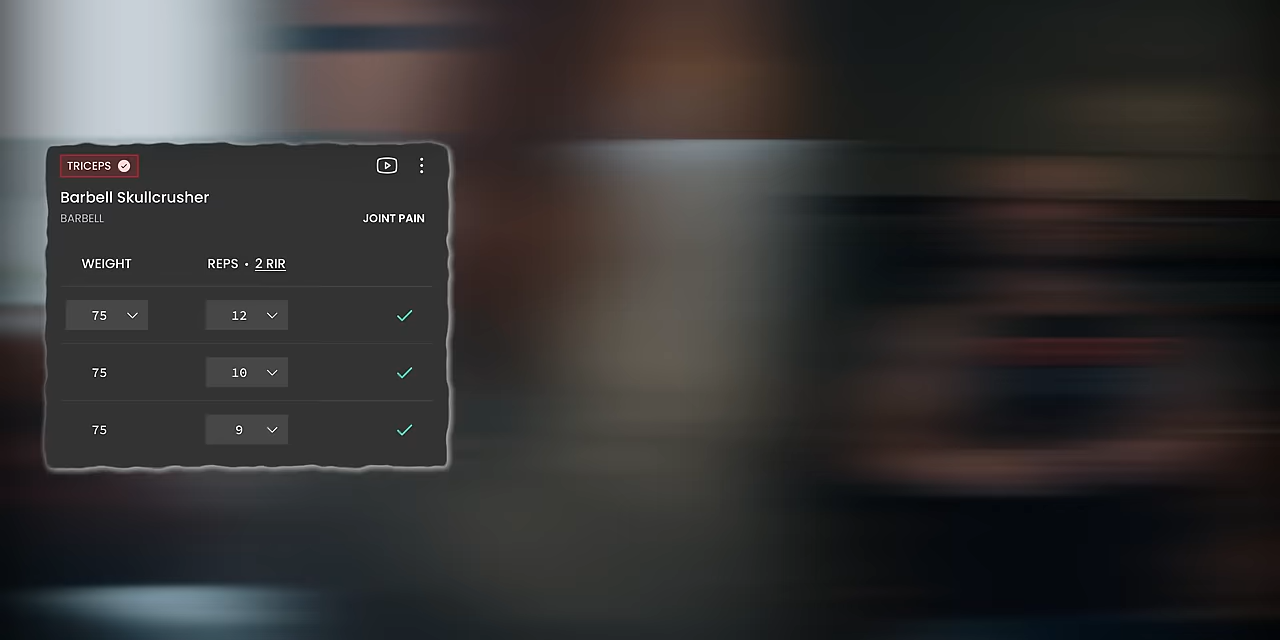 TRICEPS
Barbell Skullcrusher
BARBELL JOINT PAIN
WEIGHT REPS • 2 RIR
75 12
75 10
75 9